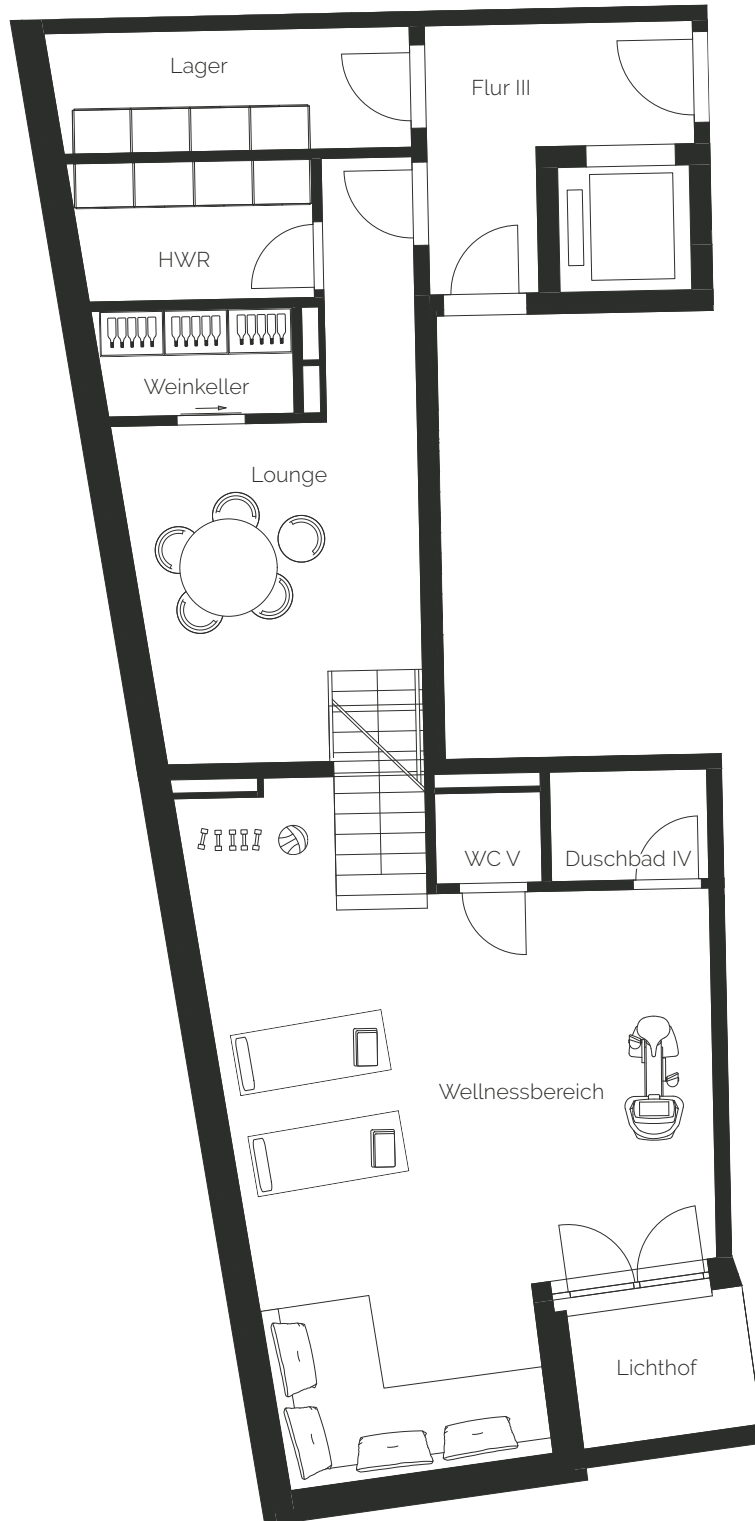 Lager
Flur III
HWR
Weinkeller
Lounge
WC V
Duschbad IV
Wellnessbereich
Lichthof